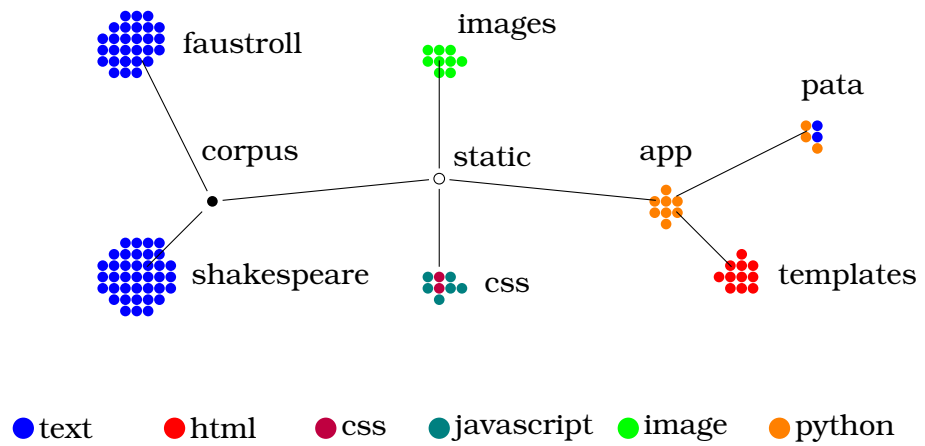 images
faustroll
pata
corpus
static
app
shakespeare
css
templates
text html css javascript image python